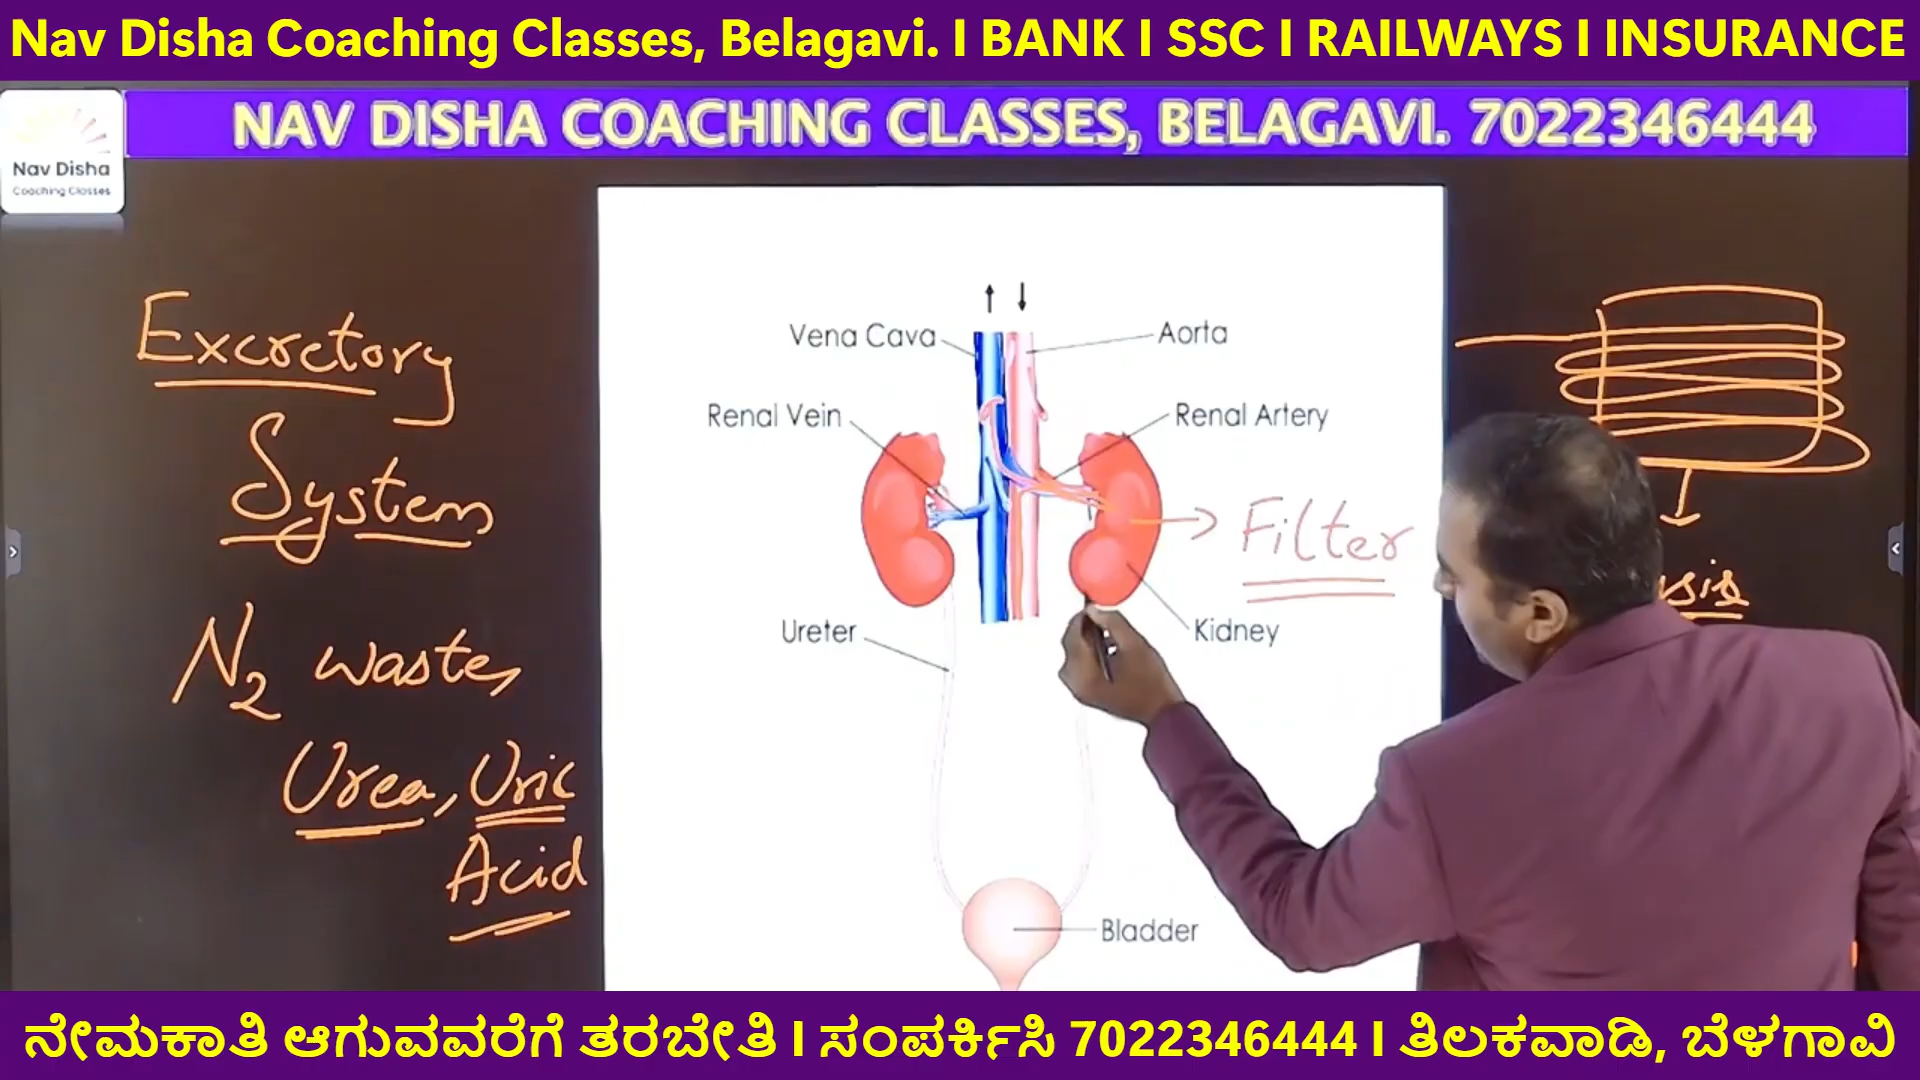 Nav Disha Coaching Classes, Belagavi. I BANK I SSC I RAILWAYS I INSURANCE
NAV DISHA COACHING CLASSES, BELAGAVI. 7022346444
Nav Disha
Coaching Classes
Excretory
System
N2 wastes
Urea, Uric
Acid
Vena Cava
Aorta
Renal Vein
Renal Artery
Filter
Ureter
Kidney
Bladder
ನೇಮಕಾತಿ ಆಗುವವರೆಗೆ ತರಬೇತಿ I ಸಂಪರ್ಕಿಸಿ 7022346444 I ತಿಲಕವಾಡಿ, ಬೆಳಗಾವಿ